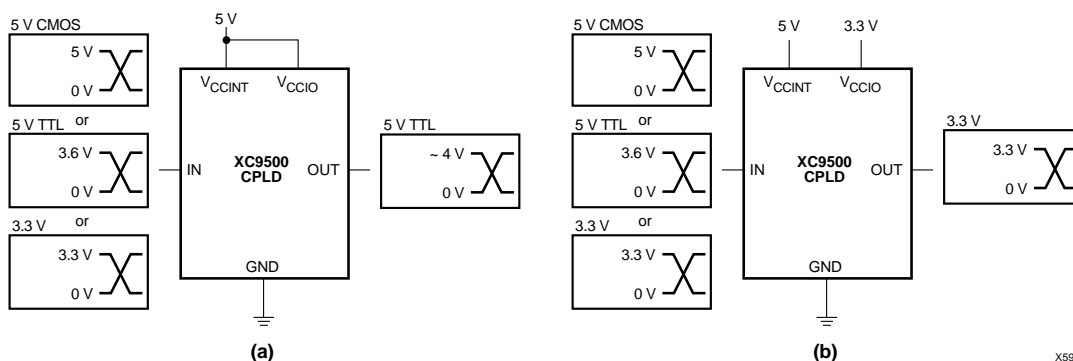 5 V CMOS
5 V
0 V
or
5 V TTL
3.6 V
0 V
or
3.3 V
3.3 V
0 V
5 V
VCCINT
VCCIO
IN
XC9500
CPLD
OUT
GND
5 V TTL
~ 4 V
0 V
(a)
5 V CMOS
5 V
0 V
or
5 V TTL
3.6 V
0 V
or
3.3 V
3.3 V
0 V
5 V
3.3 V
VCCINT
VCCIO
IN
XC9500
CPLD
OUT
GND
3.3 V
3.3 V
0 V
(b)